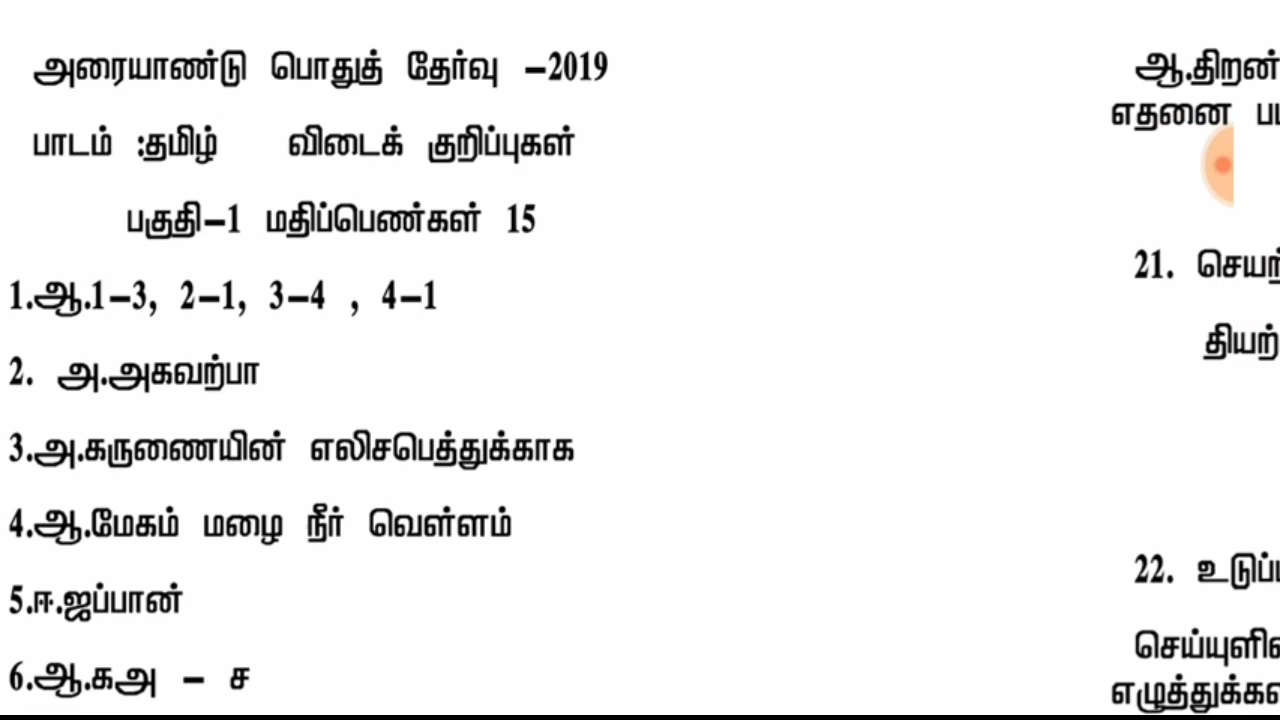 அரையாண்டு பொதுத் தேர்வு –2019
பாடம் :தமிழ் விடைக் குறிப்புகள்
பகுதி–1 மதிப்பெண்கள் 15
1.ஆ.1–3, 2–1, 3–4 , 4–1
2. அ.அகவற்பா
3.அ.கருணையின் எலிசபெத்துக்காக
4.ஆ.மேகம் மழை நீர் வெள்ளம்
5.ஈ.ஜப்பான்
6.ஆ.கஅ – ச
ஆ.திறன்
எதனை
21.
22.